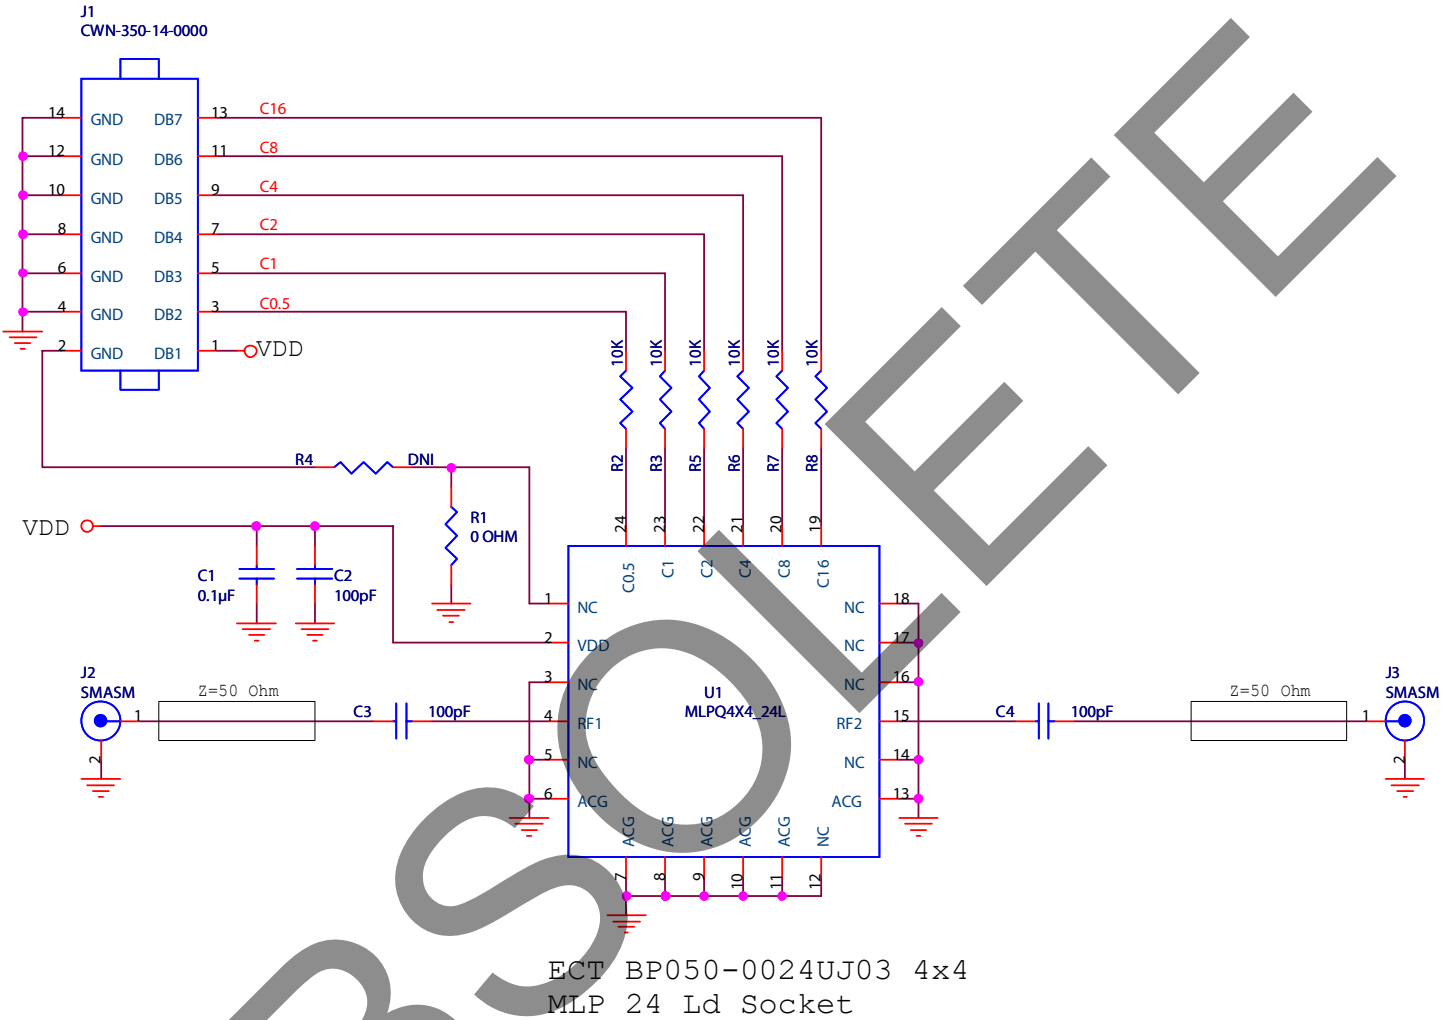 J1
CWN-350-14-0000
14 GND DB7 13 C16
12 GND DB6 11 C8
10 GND DB5 9 C4
8 GND DB4 7 C2
6 GND DB3 5 C1
4 GND DB2 3 C0.5
2 GND DB1 1 VDD
10K 10K 10K 10K 10K 10K
R4 DNI
R2 R3 R5 R6 R7 R8
R1
0 OHM
VDD
24 23 22 21 20 19
C0.5 C1 C2 C4 C8 C16
C1
0.1µF
C2
100pF
1 NC
2 VDD
3 NC
4 RF1
5 NC
6 ACG
NC 18
NC 17
NC 16
RF2 15
NC 14
ACG 13
U1
MLPQ4X4_24L
J2
SMASM
1
2
Z=50 Ohm
C3 100pF
C4 100pF
Z=50 Ohm
J3
SMASM
1
2
ACG ACG ACG ACG ACG NC
7 8 9 10 11 12
ECT BP050-0024UJ03 4x4
MLP 24 Ld Socket
BSOLETE